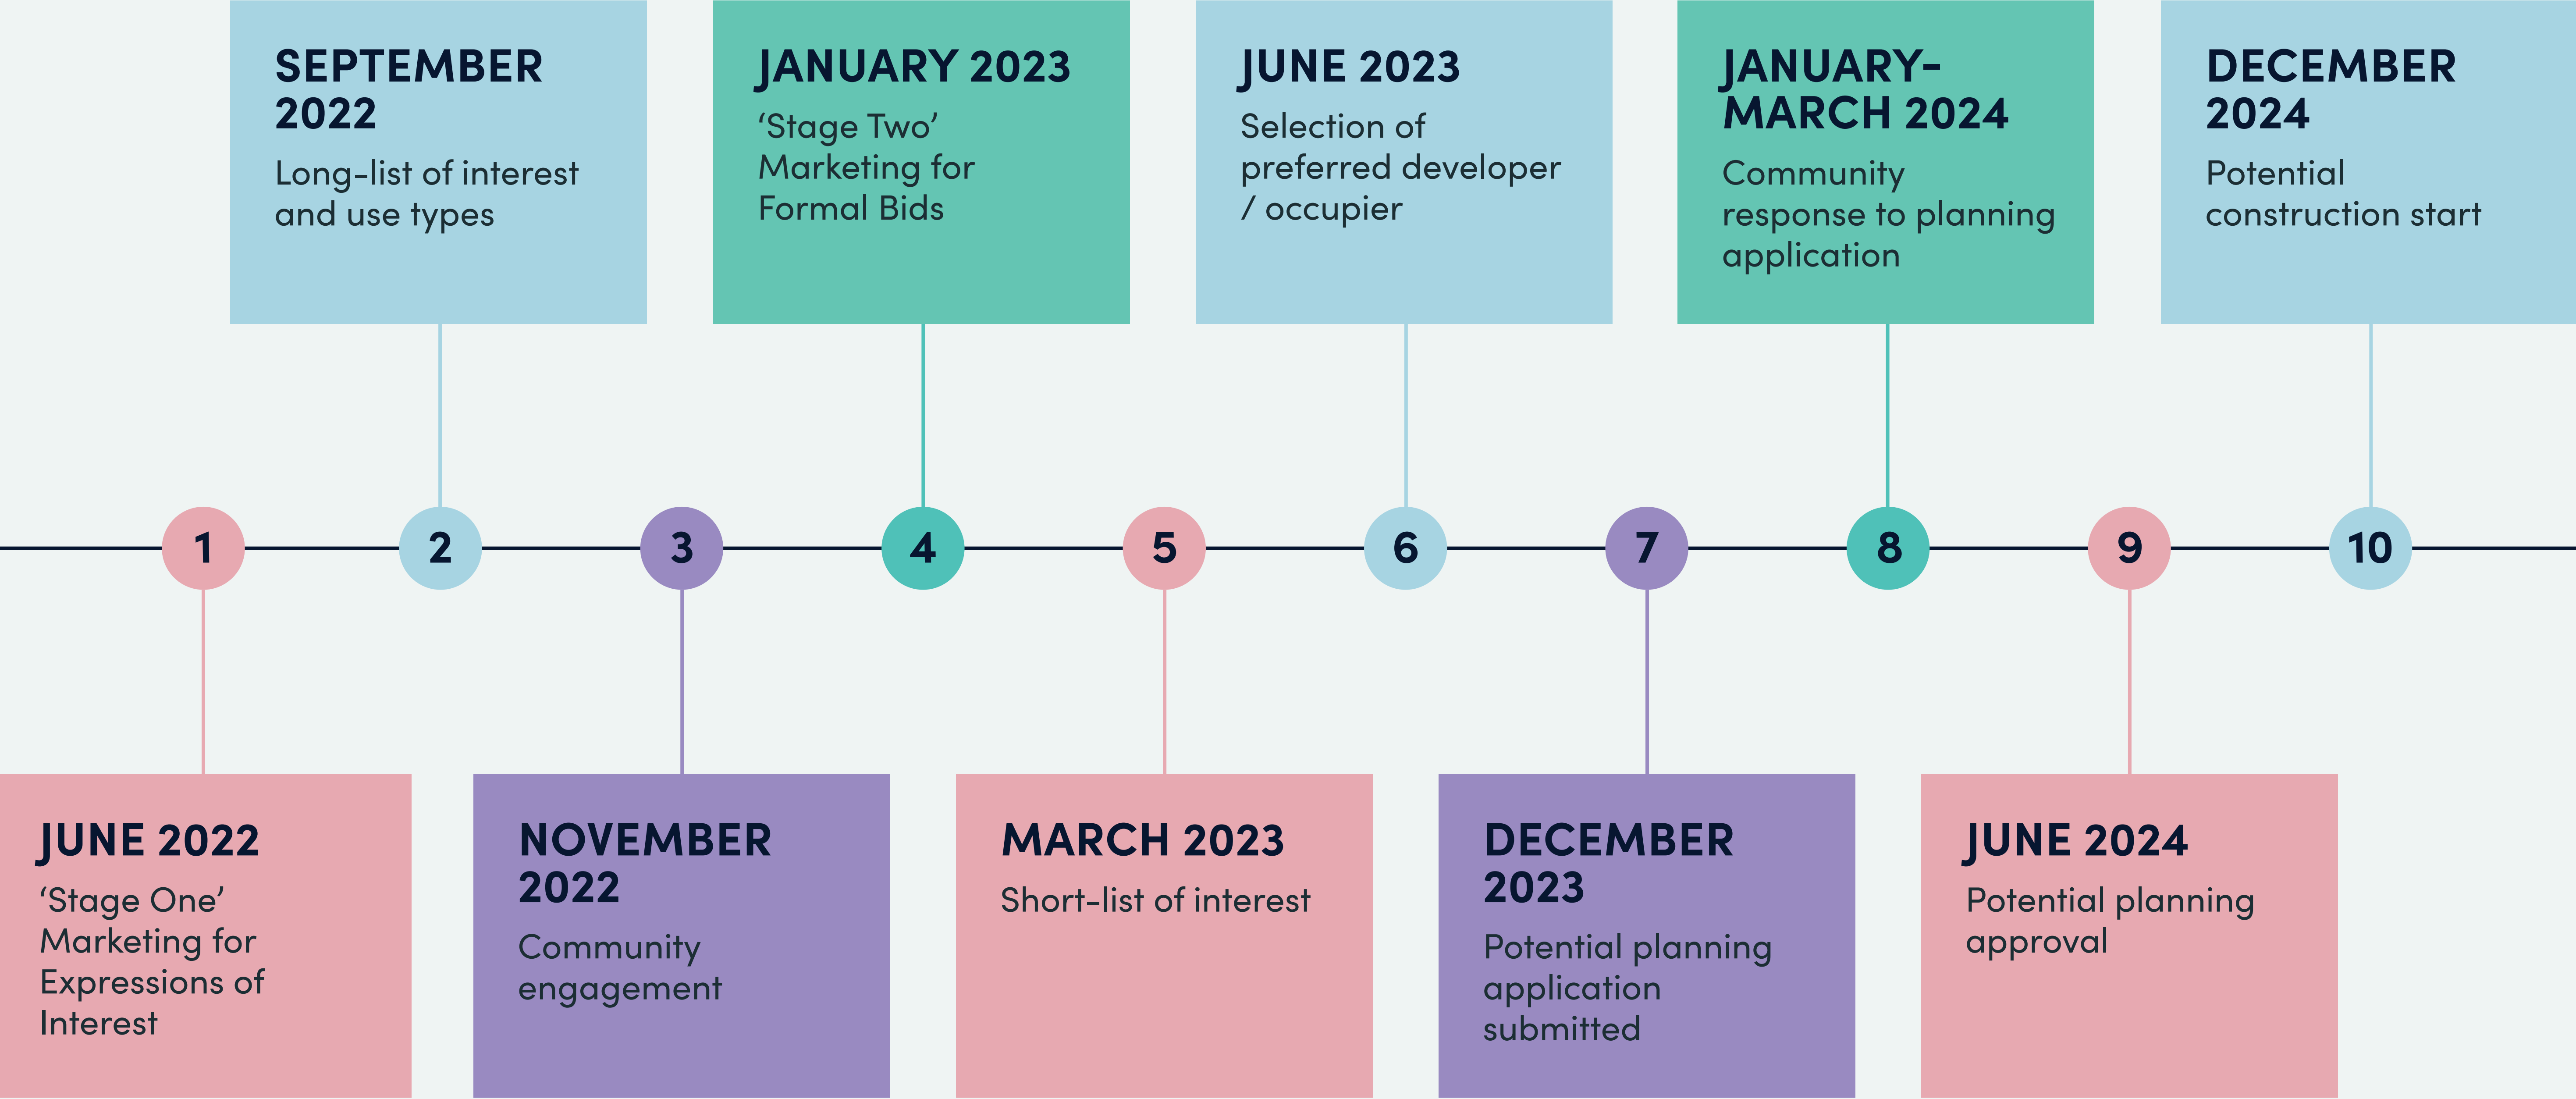 SEPTEMBER
2022
Long-list of interest
and use types
JANUARY 2023
‘Stage Two’
Marketing for
Formal Bids
JUNE 2023
Selection of
preferred developer
/ occupier
JANUARY-
MARCH 2024
Community
response to planning
application
DECEMBER
2024
Potential
construction start
1
2
3
4
5
6
7
8
9
10
JUNE 2022
‘Stage One’
Marketing for
Expressions of
Interest
NOVEMBER
2022
Community
engagement
MARCH 2023
Short-list of interest
DECEMBER
2023
Potential planning
application
submitted
JUNE 2024
Potential planning
approval